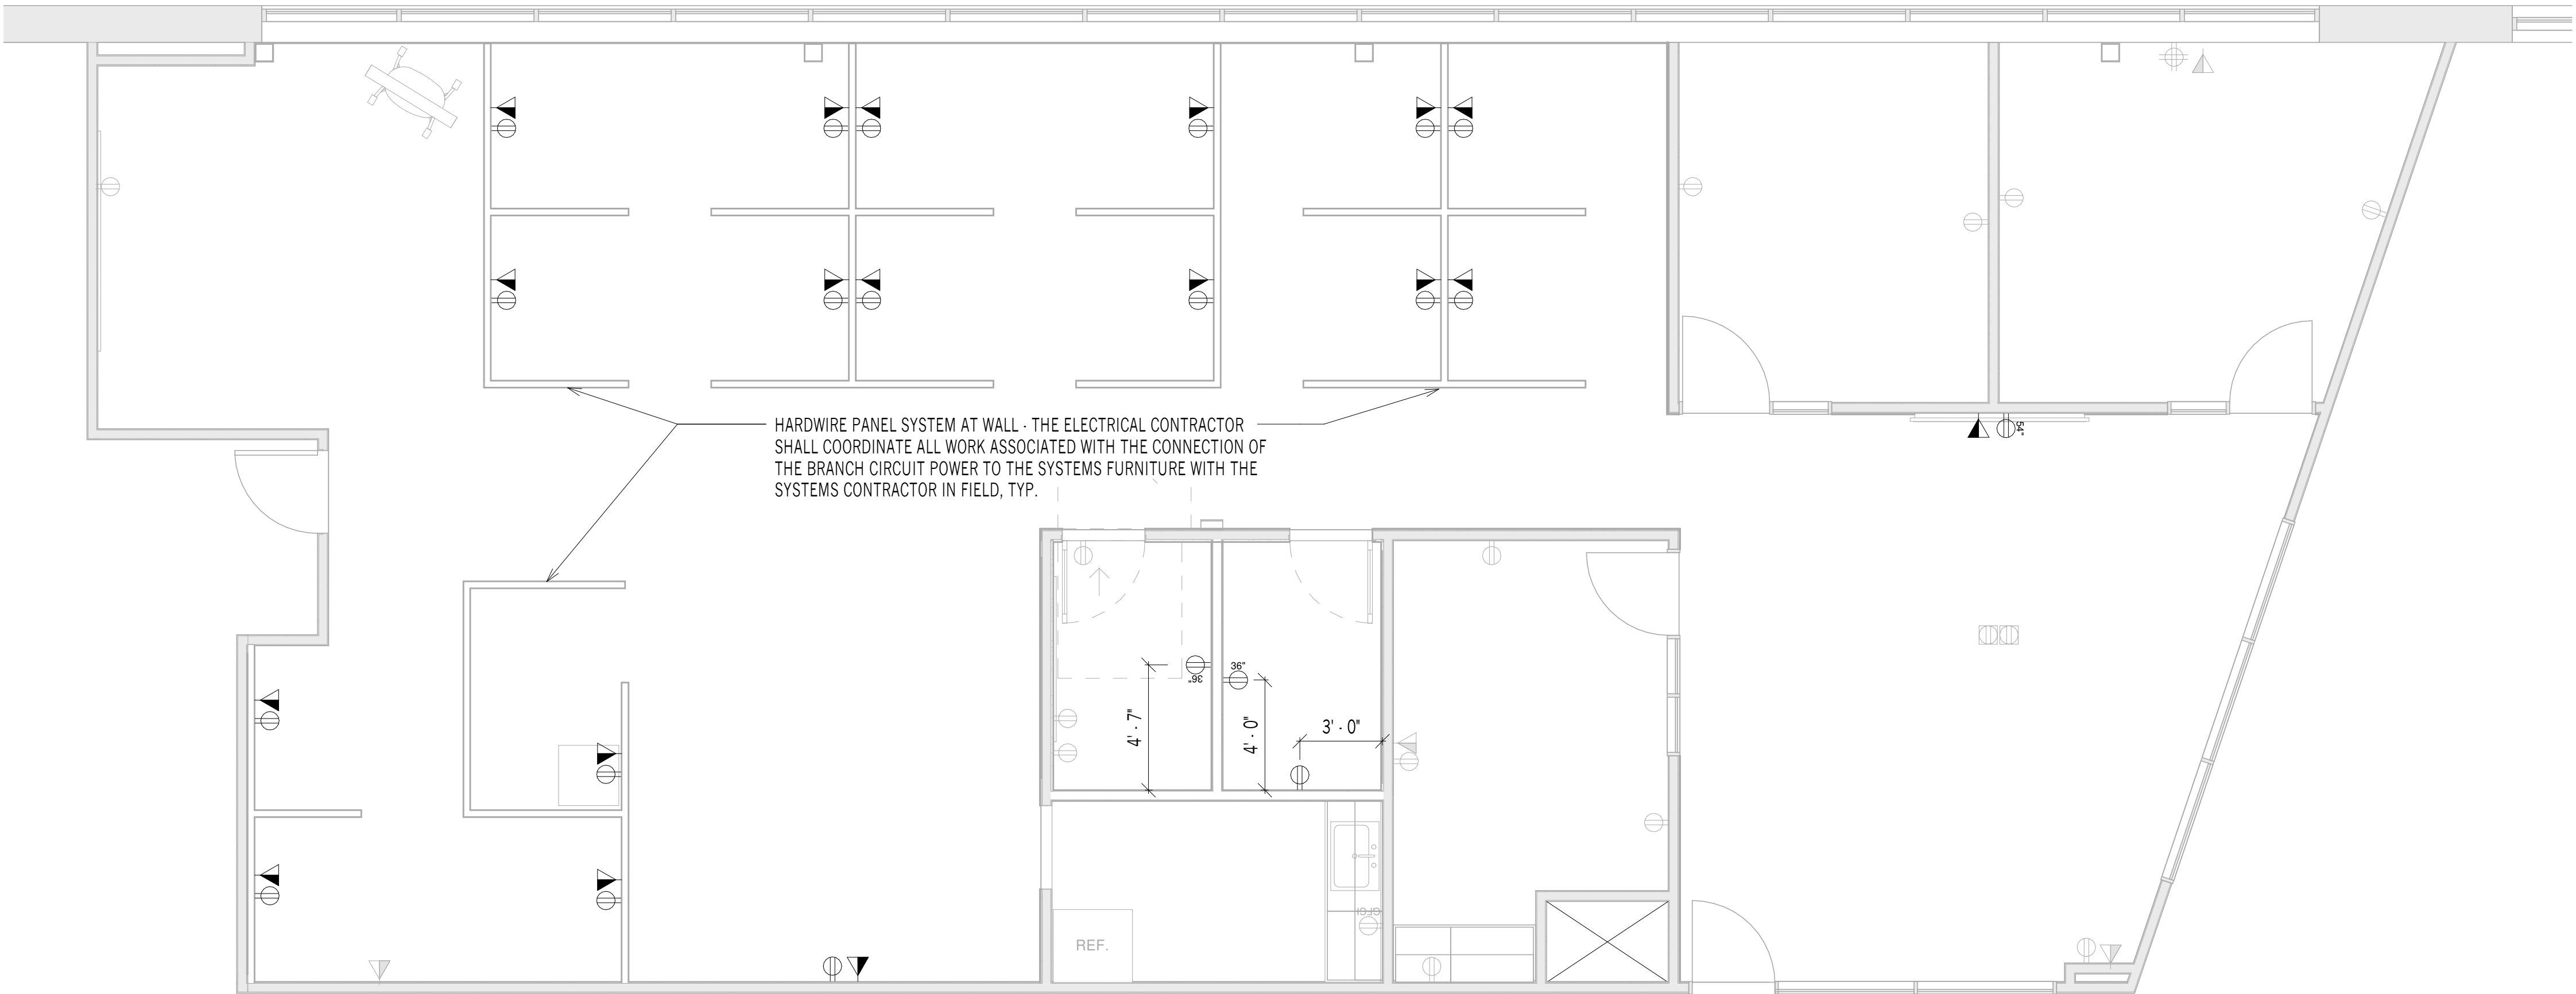 HARDWIRE PANEL SYSTEM AT WALL - THE ELECTRICAL CONTRACTOR
SHALL COORDINATE ALL WORK ASSOCIATED WITH THE CONNECTION OF
THE BRANCH CIRCUIT POWER TO THE SYSTEMS FURNITURE WITH THE
SYSTEMS CONTRACTOR IN FIELD, TYP.
54"
36"
36"
4' - 7"
4' - 0"
3' - 0"
GFCI
REF.